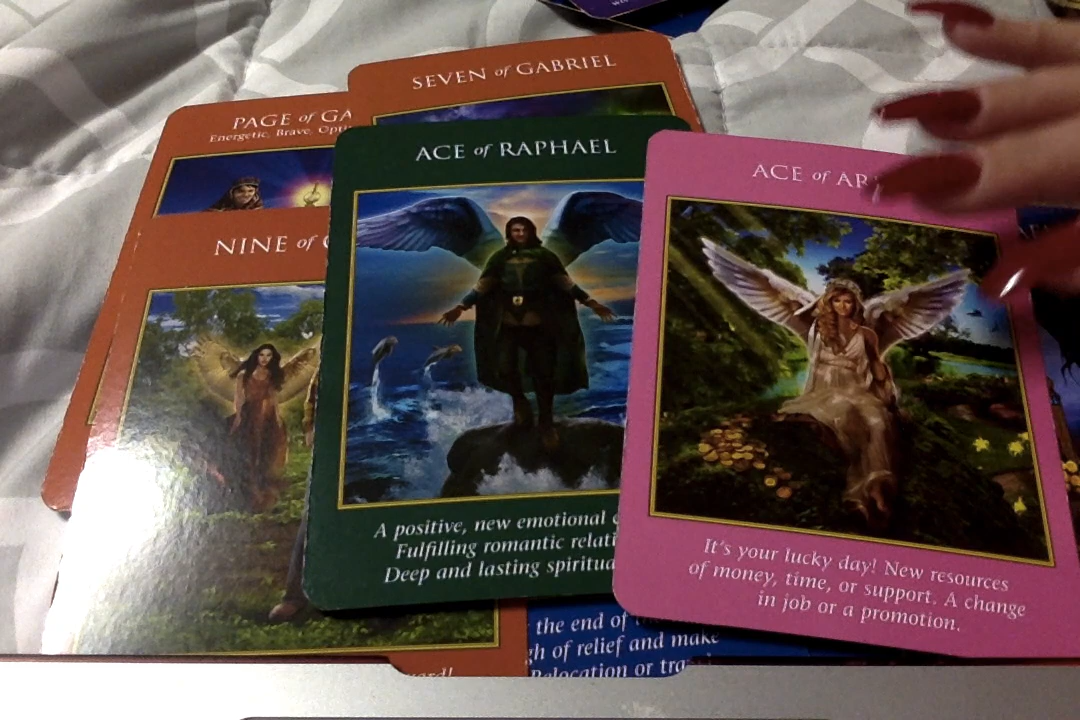 SEVEN of GABRIEL
PAGE of GA
Energetic, Brave, Opti
ACE of RAPHAEL
ACE of AR
NINE of
A positive, new emotional
Fulfilling romantic relati
Deep and lasting spiritua
It's your lucky day! New resources
of money, time, or support. A change
in job or a promotion.
the end of
gh of relief and make
Relocation or tra